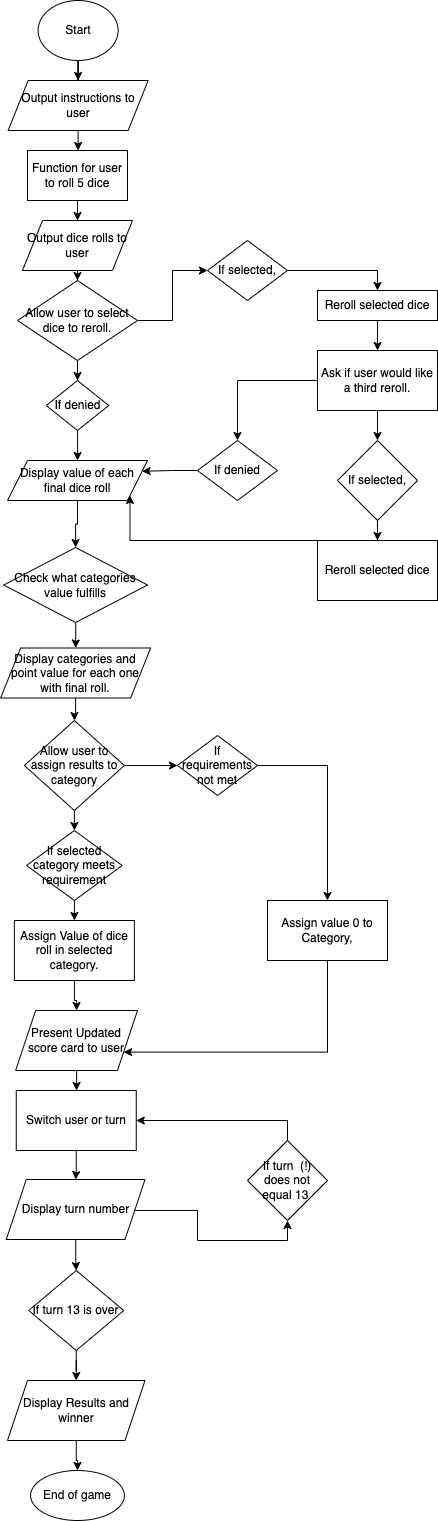 Start
Output instructions to
user
Function for user
to roll 5 dice
Output dice rolls to
user
If selected,
Reroll selected dice
Allow user to select
dice to reroll.
Ask if user would like
a third reroll.
If denied
If denied
If selected,
Display value of each
final dice roll
Reroll selected dice
Check what categories
value fulfills
Display categories and
point value for each one
with final roll.
Allow user to
assign results to
category
If
requirements
not met
If selected
category meets
requirement
Assign Value of dice
roll in selected
category.
Assign value 0 to
Category,
Present Updated
score card to user
Switch user or turn
If turn (!)
does not
equal 13
Display turn number
If turn 13 is over
Display Results and
winner
End of game